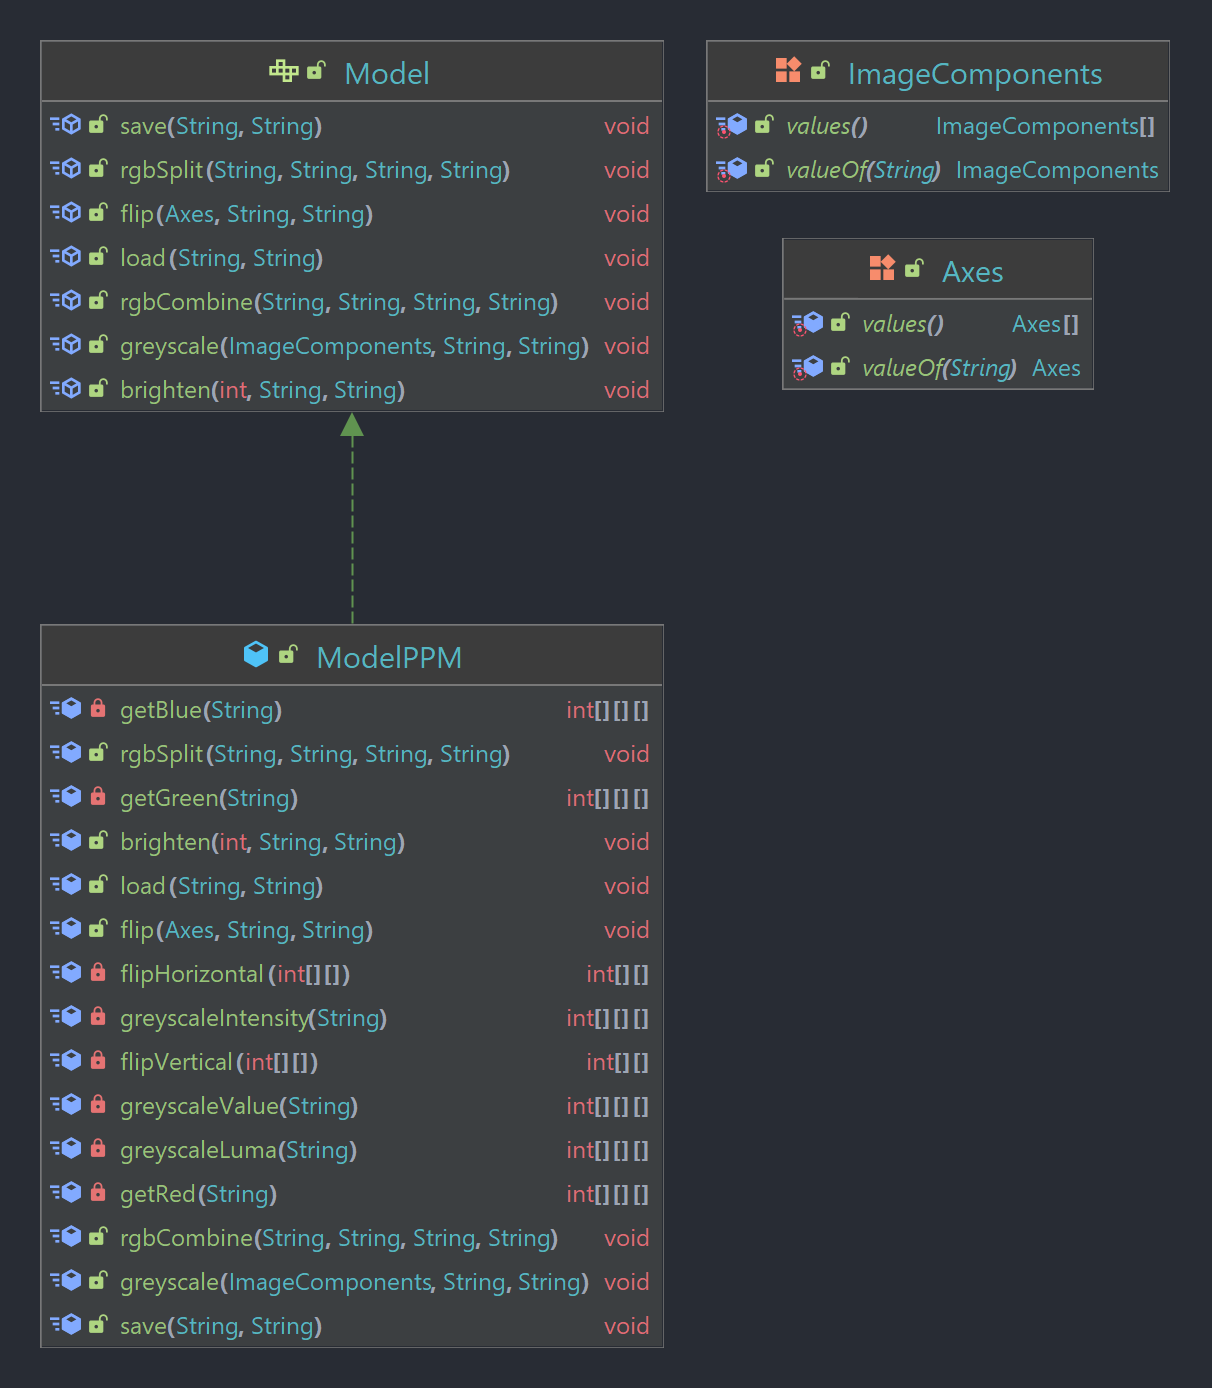 Model
save(String, String) void
rgbSplit(String, String, String, String) void
flip(Axes, String, String) void
load(String, String) void
rgbCombine(String, String, String, String) void
greyscale(ImageComponents, String, String) void
brighten(int, String, String) void
ImageComponents
values() ImageComponents[]
valueOf(String) ImageComponents
Axes
values() Axes[]
valueOf(String) Axes
ModelPPM
getBlue(String) int[][][]
rgbSplit(String, String, String, String) void
getGreen(String) int[][][]
brighten(int, String, String) void
load(String, String) void
flip(Axes, String, String) void
flipHorizontal(int[][]) int[][]
greyscaleIntensity(String) int[][][]
flipVertical(int[][]) int[][]
greyscaleValue(String) int[][][]
greyscaleLuma(String) int[][][]
getRed(String) int[][][]
rgbCombine(String, String, String, String) void
greyscale(ImageComponents, String, String) void
save(String, String) void